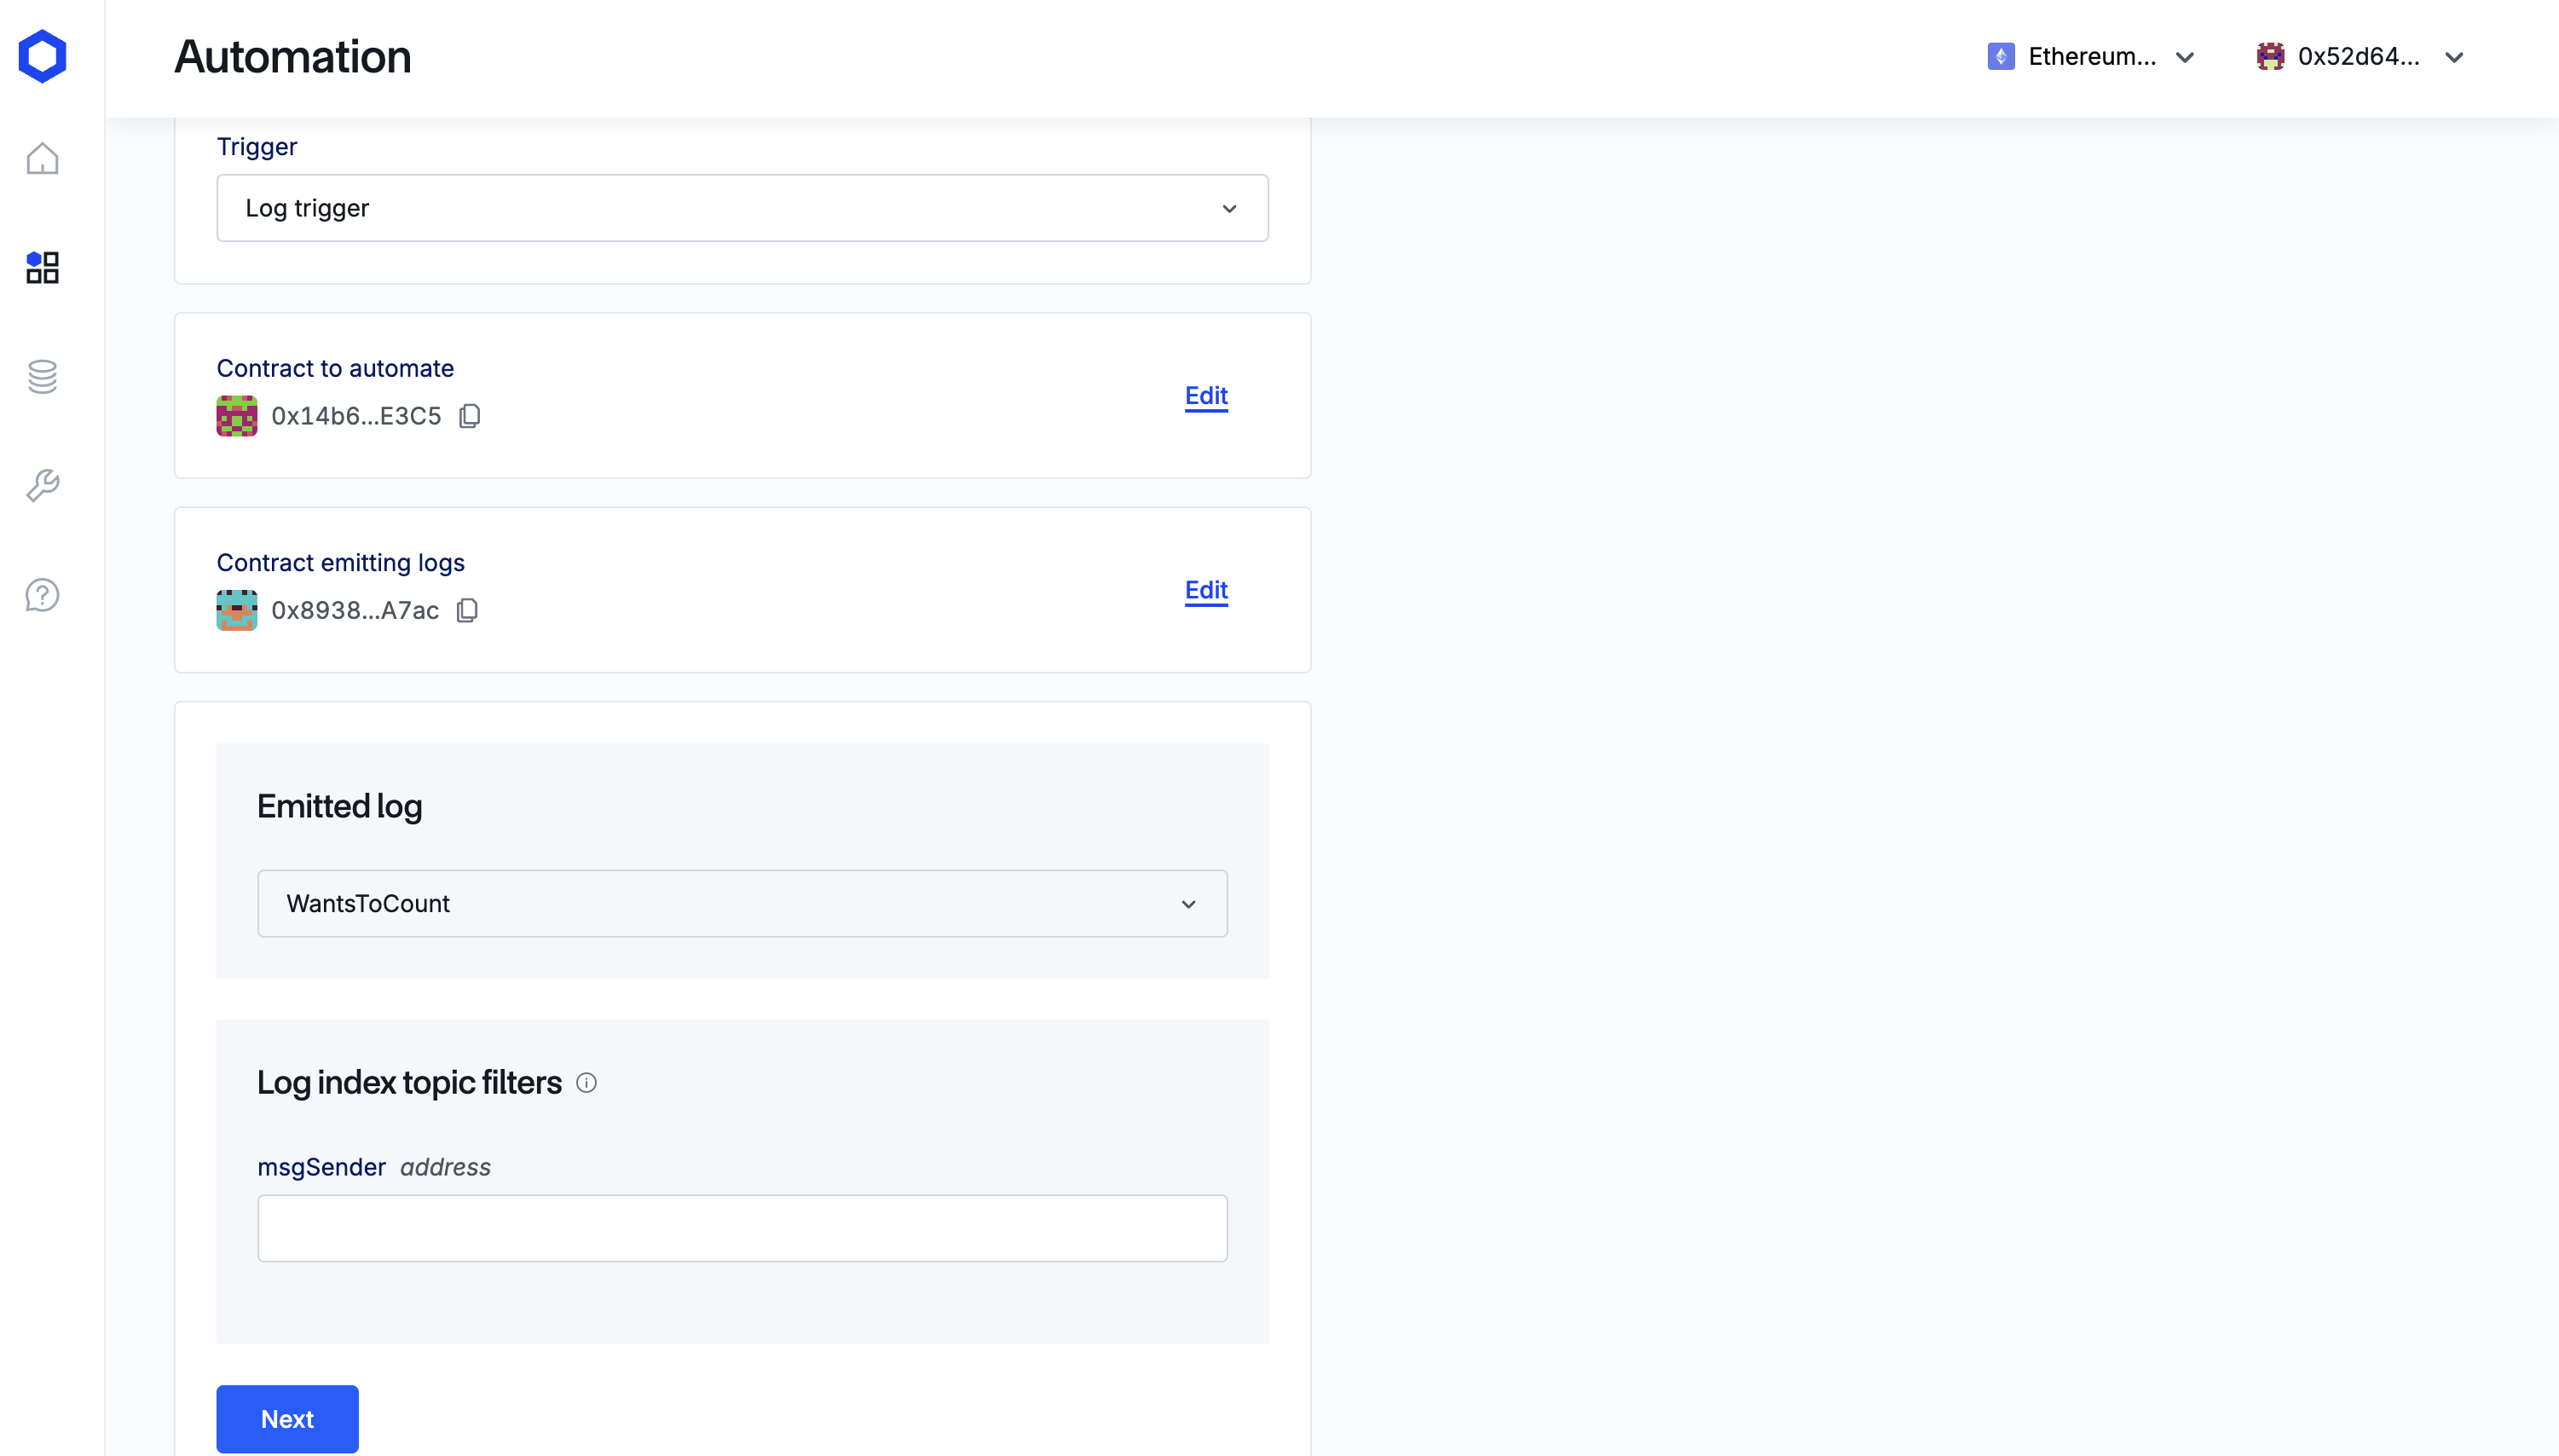 Automation
Ethereum...
0x52d64...
Trigger
Log trigger
Contract to automate
0x14b6...E3C5
Edit
Contract emitting logs
0x8938...A7ac
Edit
Emitted log
WantsToCount
Log index topic filters
msgSender address
Next